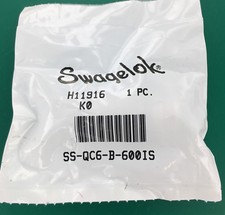 Swagelok®
H11916 1 PC.
K0
SS-QC6-B-600IS